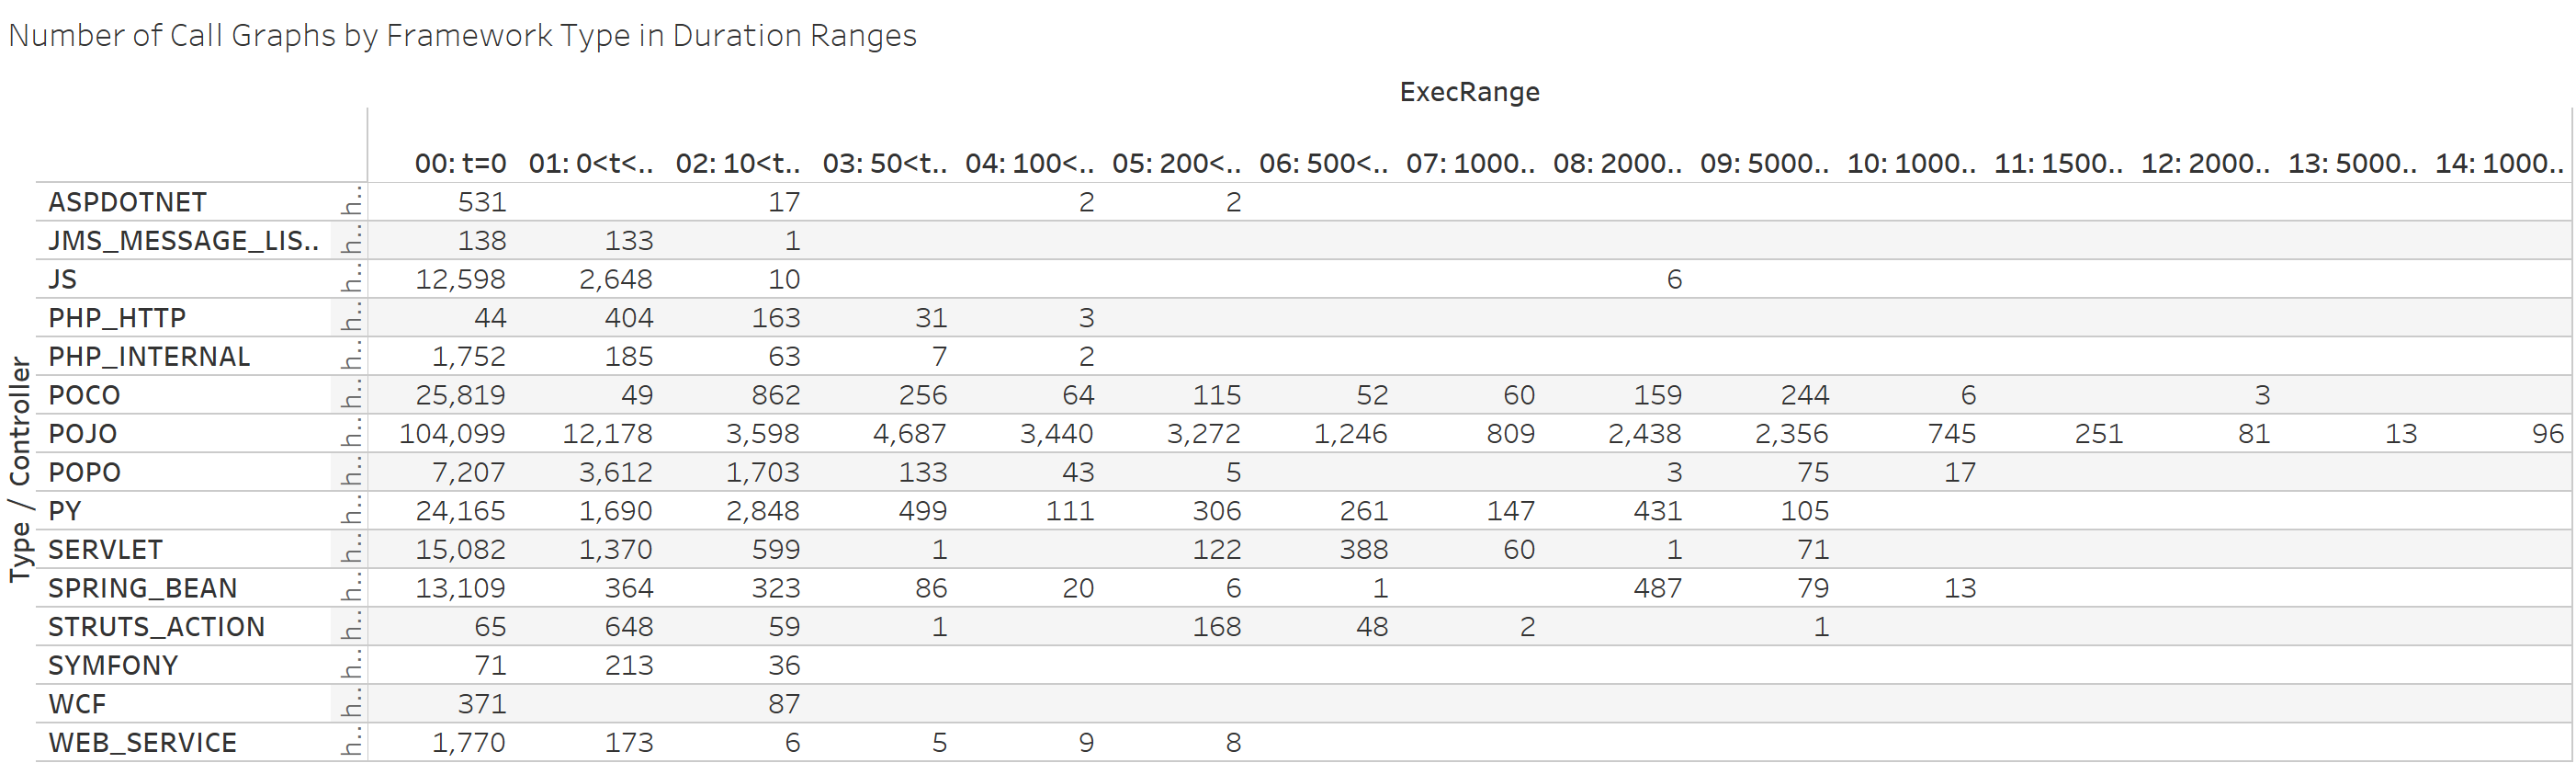 Number of Call Graphs by Framework Type in Duration Ranges
ExecRange
00: t=0 01: 0<t<.. 02: 10<t.. 03: 50<t.. 04: 100<.. 05: 200<.. 06: 500<.. 07: 1000.. 08: 2000.. 09: 5000.. 10: 1000.. 11: 1500.. 12: 2000.. 13: 5000.. 14: 1000..
Type / Controller
ASPDOTNET h.. 531 17 2 2
JMS_MESSAGE_LIS.. h.. 138 133 1
JS h.. 12,598 2,648 10 6
PHP_HTTP h.. 44 404 163 31 3
PHP_INTERNAL h.. 1,752 185 63 7 2
POCO h.. 25,819 49 862 256 64 115 52 60 159 244 6 3
POJO h.. 104,099 12,178 3,598 4,687 3,440 3,272 1,246 809 2,438 2,356 745 251 81 13 96
POPO h.. 7,207 3,612 1,703 133 43 5 3 75 17
PY h.. 24,165 1,690 2,848 499 111 306 261 147 431 105
SERVLET h.. 15,082 1,370 599 1 122 388 60 1 71
SPRING_BEAN h.. 13,109 364 323 86 20 6 1 487 79 13
STRUTS_ACTION h.. 65 648 59 1 168 48 2 1
SYMFONY h.. 71 213 36
WCF h.. 371 87
WEB_SERVICE h.. 1,770 173 6 5 9 8